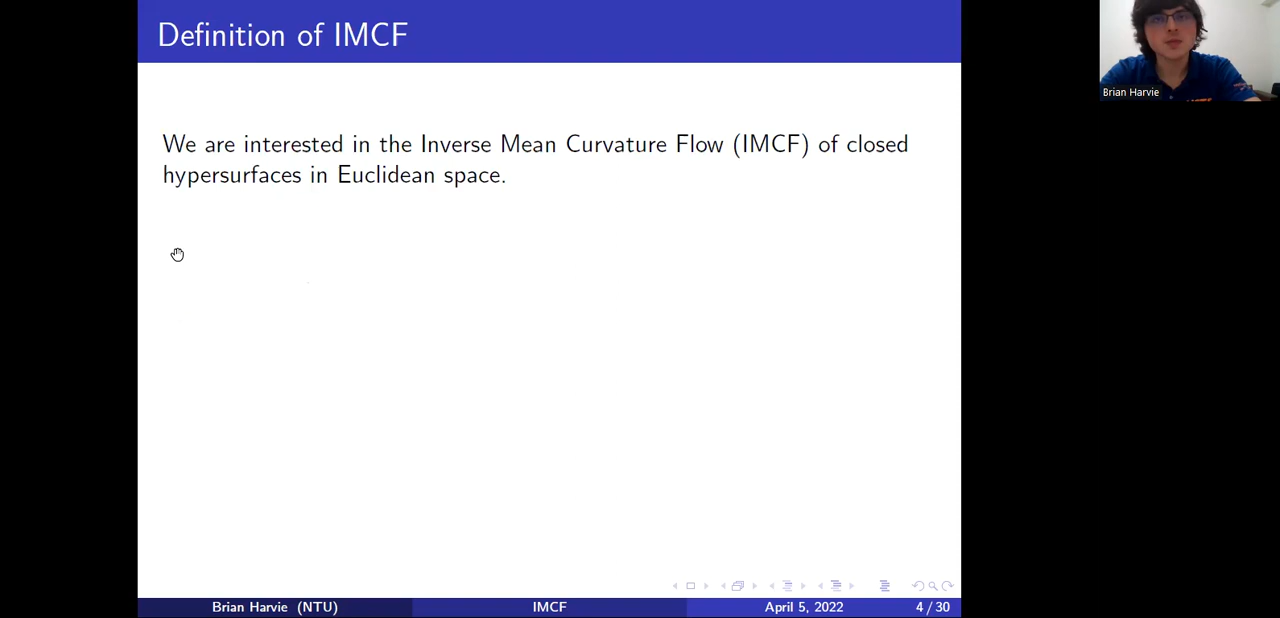 Definition of IMCF
Brian Harvie
We are interested in the Inverse Mean Curvature Flow (IMCF) of closed
hypersurfaces in Euclidean space.
Brian Harvie (NTU) IMCF April 5, 2022 4 / 30